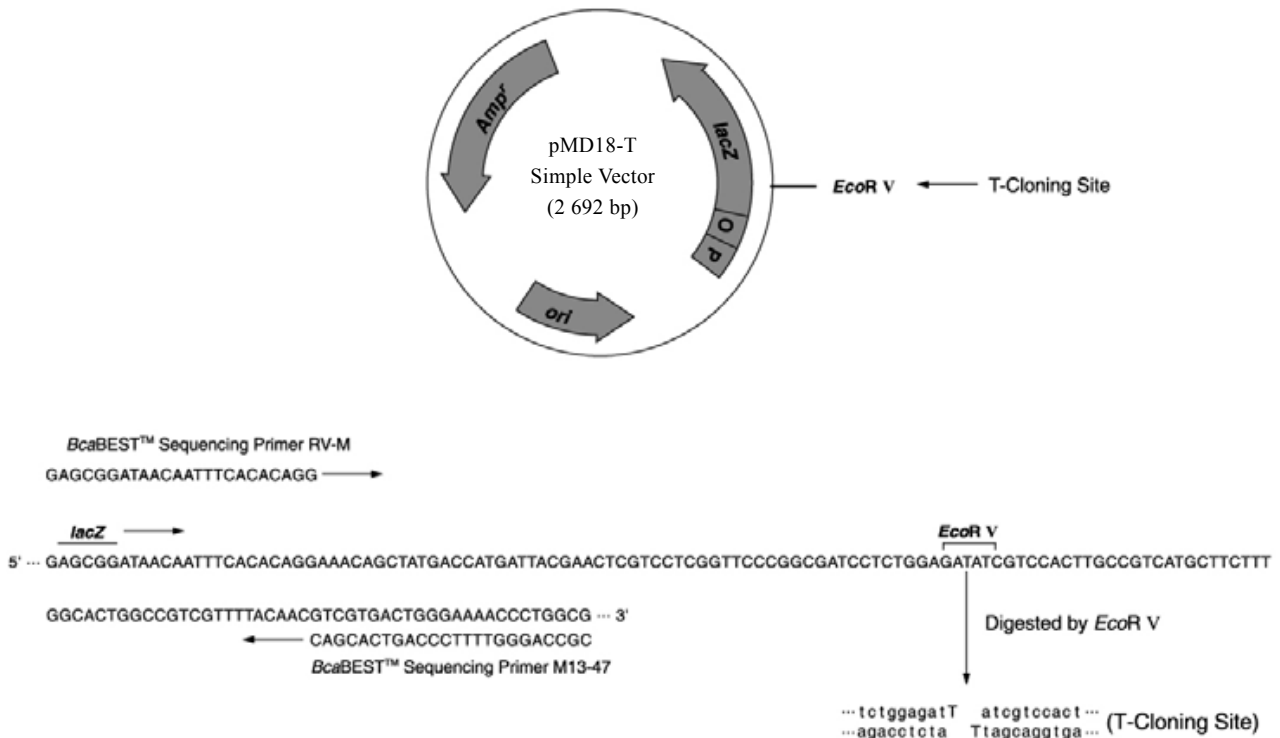 Ampr
lacZ
O
P
ori
pMD18-T
Simple Vector
(2 692 bp)
EcoR V
T-Cloning Site
BcaBEST™ Sequencing Primer RV-M
GAGCGGATAACAATTTCACACAGG
lacZ
EcoR V
5' ··· GAGCGGATAACAATTTCACACAGGAAACAGCTATGACCATGATTACGAACTCGTCCTCGGTTCCCGGCGATCCTCTGGAGATATCGTCCACTTGCCGTCATGCTTCTTT
GGCACTGGCCGTCGTTTTACAACGTCGTGACTGGGAAAACCCTGGCG ··· 3'
CAGCACTGACCCTTTTGGGACCGC
BcaBEST™ Sequencing Primer M13-47
Digested by EcoR V
···tctggagatT atcgtccact···
···agacctcta Ttagcaggtga···
(T-Cloning Site)